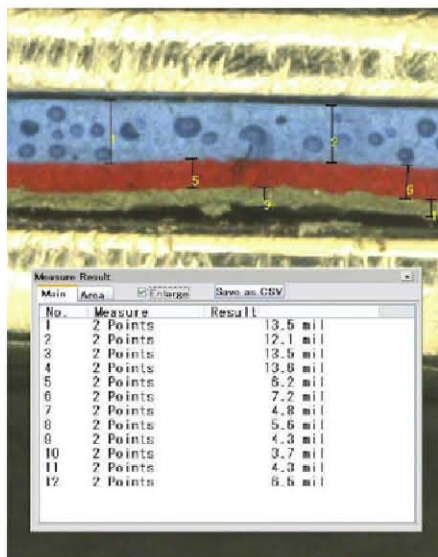 1
2
5
6
9
Measure Result
Main Area Enlarge Save as CSV
No. Measure Result
1 2 Points 13.5 mil
2 2 Points 12.1 mil
3 2 Points 13.5 mil
4 2 Points 13.6 mil
5 2 Points 6.2 mil
6 2 Points 7.2 mil
7 2 Points 4.8 mil
8 2 Points 5.6 mil
9 2 Points 4.3 mil
10 2 Points 3.7 mil
11 2 Points 4.3 mil
12 2 Points 6.5 mil